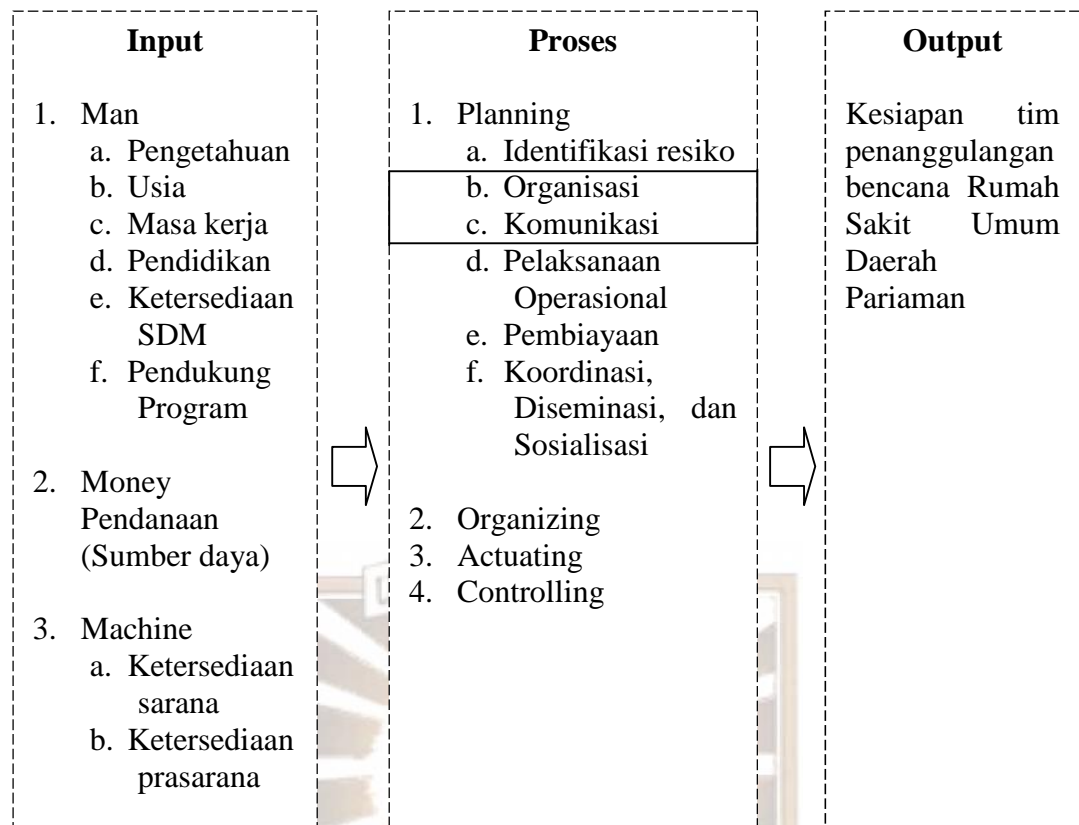 Input
1. Man
a. Pengetahuan
b. Usia
c. Masa kerja
d. Pendidikan
e. Ketersediaan
SDM
f. Pendukung
Program
2. Money
Pendanaan
(Sumber daya)
3. Machine
a. Ketersediaan
sarana
b. Ketersediaan
prasarana
Proses
1. Planning
a. Identifikasi resiko
b. Organisasi
c. Komunikasi
d. Pelaksanaan
Operasional
e. Pembiayaan
f. Koordinasi,
Diseminasi, dan
Sosialisasi
2. Organizing
3. Actuating
4. Controlling
Output
Kesiapan tim
penanggulangan
bencana Rumah
Sakit Umum
Daerah
Pariaman